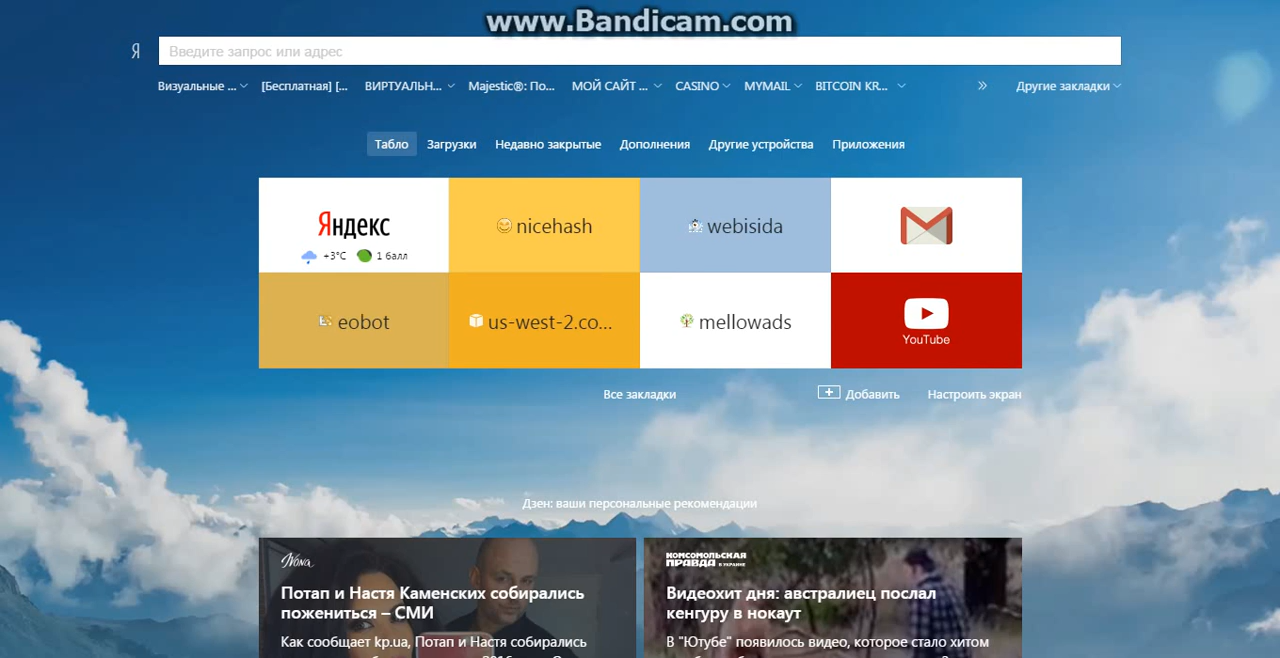 www.Bandicam.com
Я Введите запрос или адрес
Визуальные ... [Бесплатная] [... ВИРТУАЛЬН... Majestic®: По... МОЙ САЙТ ... CASINO MYMAIL BITCOIN KR... » Другие закладки
Табло Загрузки Недавно закрытые Дополнения Другие устройства Приложения
Яндекс nicehash webisida
+3°C 1 балл
eobot us-west-2.co... mellowads YouTube
Все закладки Добавить Настроить экран
Дзен: ваши персональные рекомендации
Nona
Потап и Настя Каменских собирались
пожениться – СМИ
Как сообщает kp.ua, Потап и Настя собирались
КОМСОМОЛЬСКАЯ
ПРАВДА В УКРАИНЕ
Видеохит дня: австралиец послал
кенгуру в нокаут
В "Ютубе" появилось видео, которое стало хитом